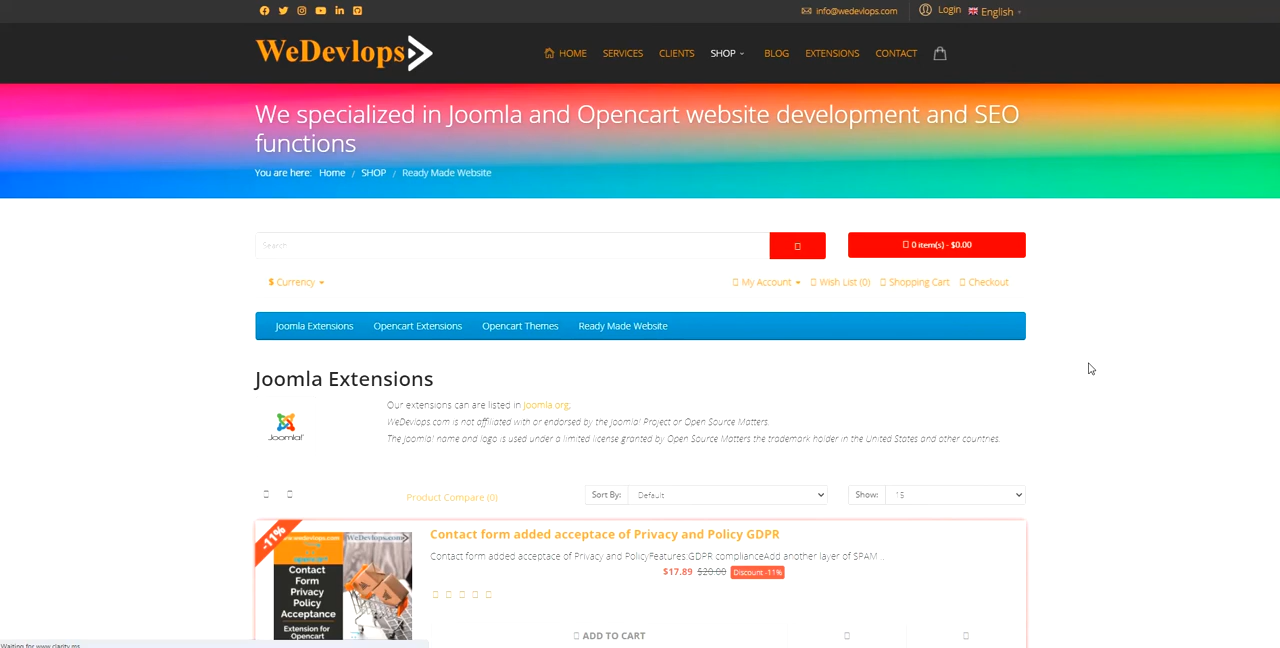 info@wedevlops.com
Login
English
WeDevlops
HOME
SERVICES
CLIENTS
SHOP
BLOG
EXTENSIONS
CONTACT
We specialized in Joomla and Opencart website development and SEO
functions
You are here: Home / SHOP / Ready Made Website
Search
0 item(s) - $0.00
$ Currency
My Account
Wish List (0)
Shopping Cart
Checkout
Joomla Extensions
Opencart Extensions
Opencart Themes
Ready Made Website
Joomla Extensions
Joomla!
Our extensions can are listed in Joomla org,
WeDevlops.com is not affiliated with or endorsed by the Joomla! Project or Open Source Matters.
The Joomla! name and logo is used under a limited license granted by Open Source Matters the trademark holder in the United States and other countries.
Product Compare (0)
Sort By:
Default
Show:
15
-11%
www.wedevlops.com
WeDevlops.com
opencart
Contact
Form
Privacy
Policy
Acceptance
Extension for
Opencart
Contact form added acceptace of Privacy and Policy GDPR
Contact form added acceptace of Privacy and PolicyFeatures:GDPR complianceAdd another layer of SPAM ..
$17.89 $20.00 Discount -11%
ADD TO CART
Waiting for www.clarity.ms...